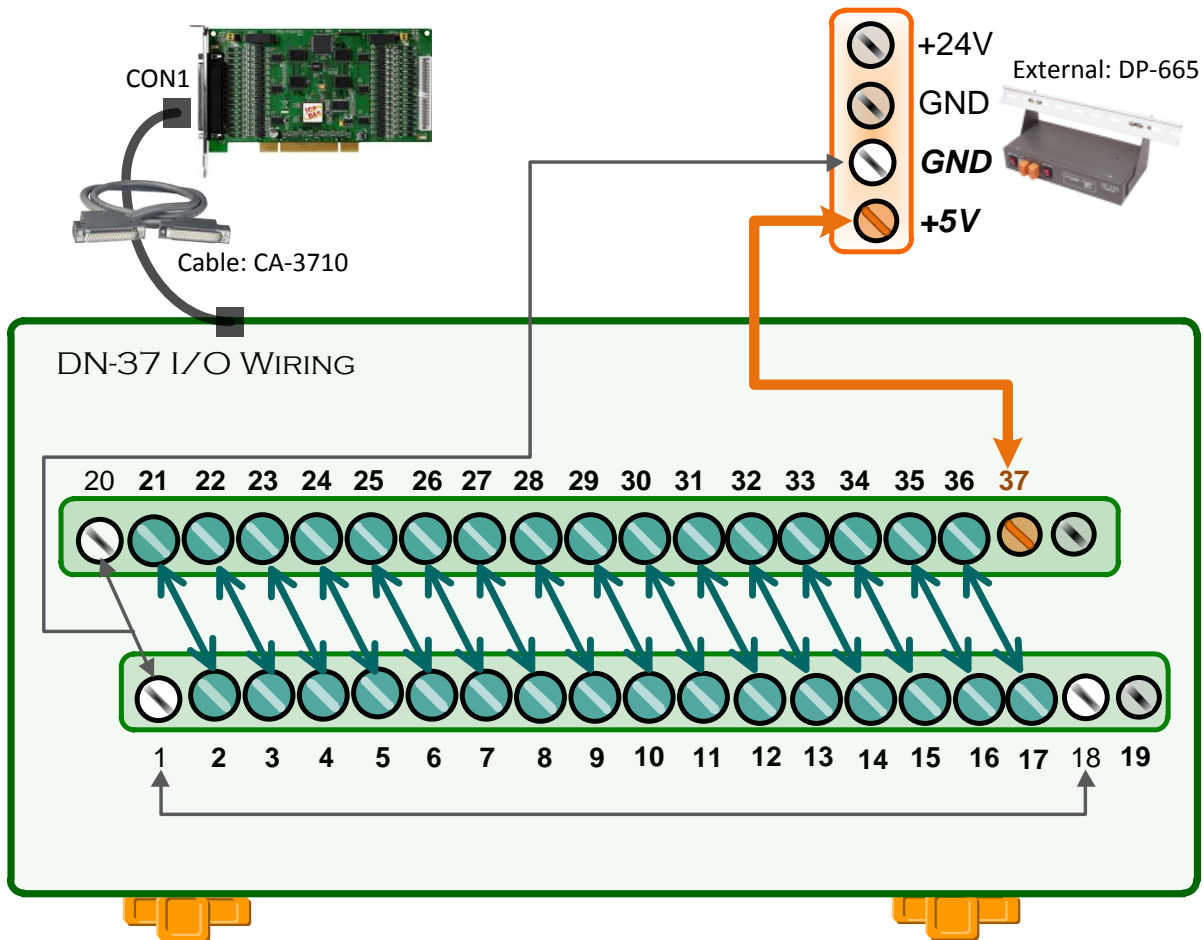 CON1
Cable: CA-3710
+24V
GND
GND
+5V
External: DP-665
DN-37 I/O WIRING
20 21 22 23 24 25 26 27 28 29 30 31 32 33 34 35 36 37
1 2 3 4 5 6 7 8 9 10 11 12 13 14 15 16 17 18 19